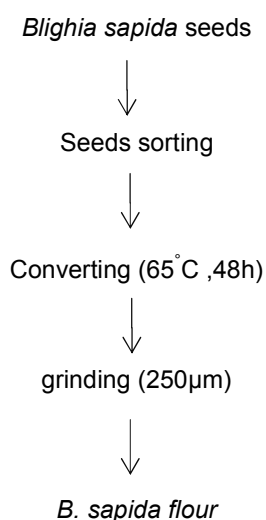 Blighia sapida seeds
Seeds sorting
Converting (65°C ,48h)
grinding (250µm)
B. sapida flour